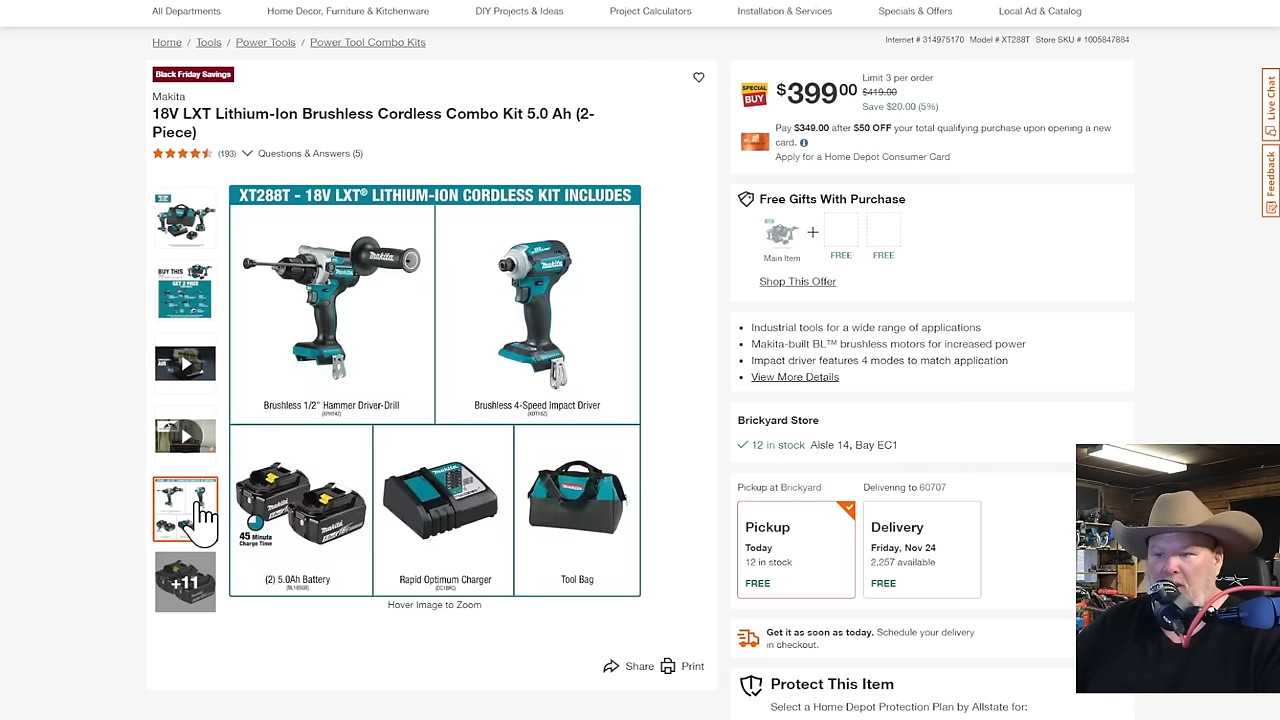 All Departments
Home Decor, Furniture & Kitchenware
DIY Projects & Ideas
Project Calculators
Installation & Services
Specials & Offers
Local Ad & Catalog
Home / Tools / Power Tools / Power Tool Combo Kits
Internet # 314975170 Model # XT288T Store SKU # 1005847884
Black Friday Savings
Makita
18V LXT Lithium-Ion Brushless Cordless Combo Kit 5.0 Ah (2-
Piece)
(193) Questions & Answers (5)
BUY THIS
GET 2 FREE
+11
XT288T - 18V LXT® LITHIUM-ION CORDLESS KIT INCLUDES
Brushless 1/2" Hammer Driver-Drill
(XPH14Z)
Brushless 4-Speed Impact Driver
(XDT16Z)
45 Minute
Charge Time
(2) 5.0Ah Battery
(BL1850B)
Rapid Optimum Charger
(DC18RC)
Tool Bag
Hover Image to Zoom
Share Print
SPECIAL
BUY
$399.00
Limit 3 per order
$419.00
Save $20.00 (5%)
Pay $349.00 after $50 OFF your total qualifying purchase upon opening a new
card.
Apply for a Home Depot Consumer Card
Free Gifts With Purchase
+
Main Item
FREE
FREE
Shop This Offer
• Industrial tools for a wide range of applications
• Makita-built BL™ brushless motors for increased power
• Impact driver features 4 modes to match application
• View More Details
Brickyard Store
12 in stock Aisle 14, Bay EC1
Pickup at Brickyard
Delivering to 60707
Pickup
Today
12 in stock
FREE
Delivery
Friday, Nov 24
2,257 available
FREE
Get it as soon as today. Schedule your delivery
in checkout.
Protect This Item
Select a Home Depot Protection Plan by Allstate for:
Live Chat
Feedback